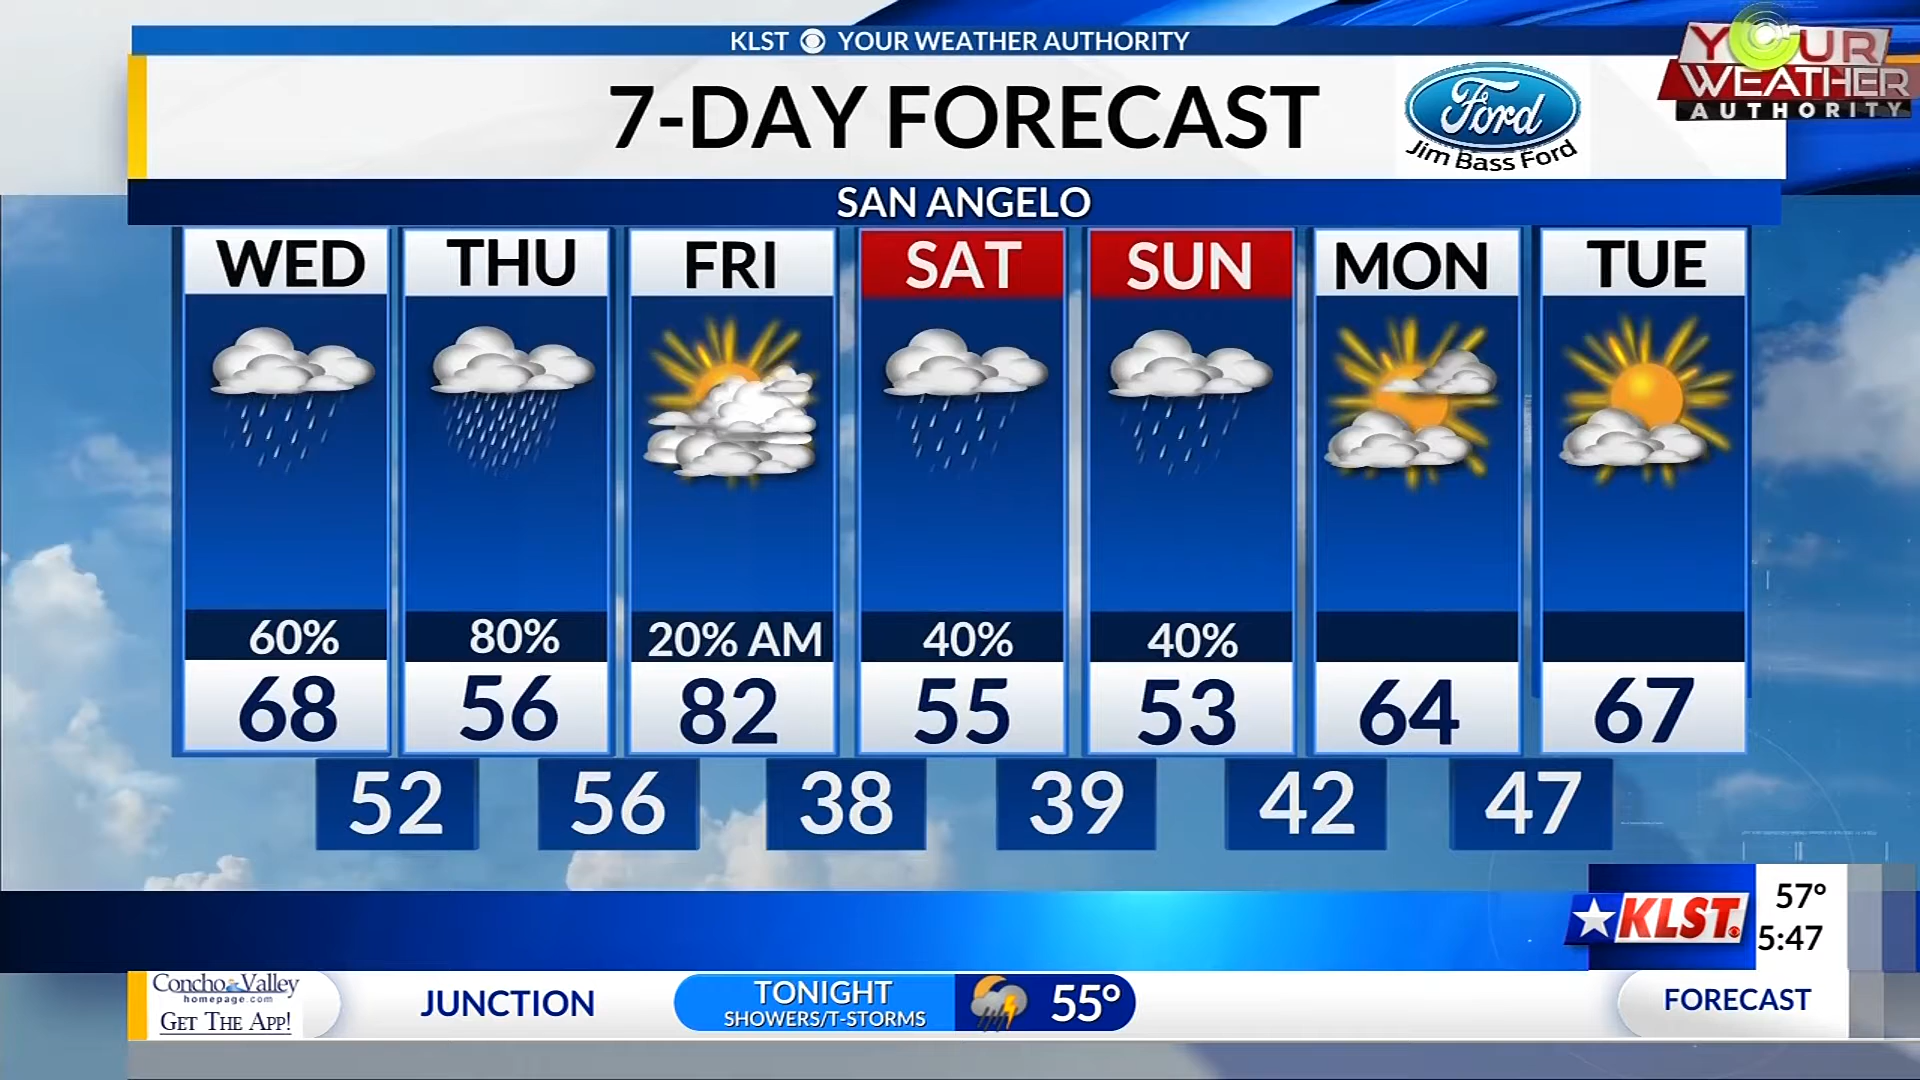 KLST YOUR WEATHER AUTHORITY
YOUR
WEATHER
AUTHORITY
7-DAY FORECAST
Ford
Jim Bass Ford
SAN ANGELO
WED THU FRI SAT SUN MON TUE
60% 80% 20% AM 40% 40%
68 56 82 55 53 64 67
52 56 38 39 42 47
KLST
57°
5:47
Concho Valley
homepage.com
GET THE APP!
JUNCTION
TONIGHT
SHOWERS/T-STORMS
55°
FORECAST